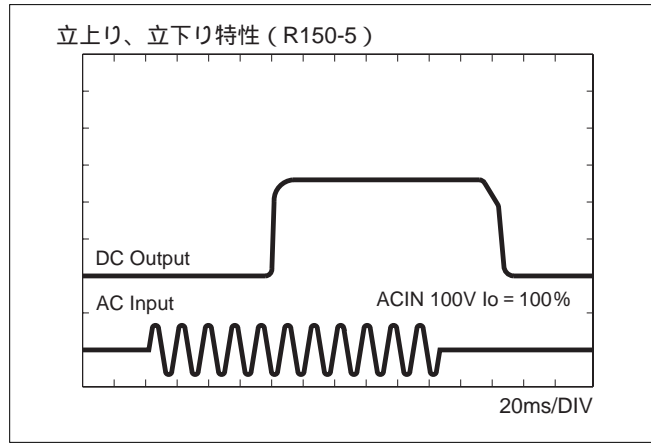 立上り、立下り特性（R150-5）
DC Output
AC Input
ACIN 100V Io = 100%
20ms/DIV